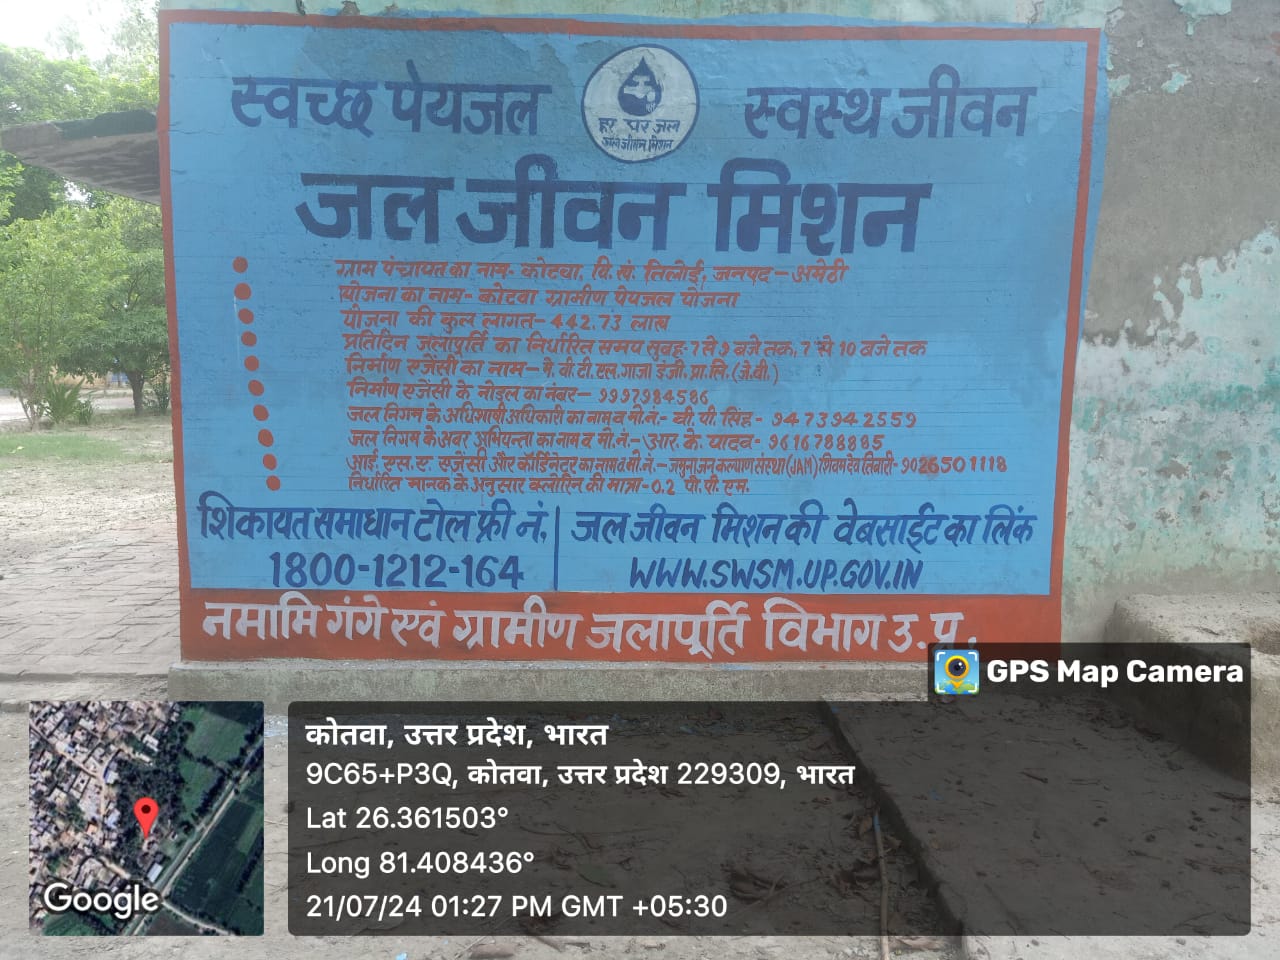 स्वच्छ पेयजल
हर घर जल
जल जीवन मिशन
स्वस्थ जीवन
जल जीवन मिशन
ग्राम पंचायत का नाम- कोटवा, वि. खं. तिलोई, जनपद-अमेठी
योजना का नाम- कोटवा ग्रामीण पेयजल योजना
योजना की कुल लागत- 442.73 लाख
प्रतिदिन जलापूर्ति का निर्धारित समय सुबह-7 से 9 बजे तक, 7 से 10 बजे तक
निर्माण एजेंसी का नाम- मे. वी. टी. एल. गाजा इंजी. प्रा. लि. (जे.वी.)
निर्माण एजेंसी के नोडल का नंबर- 9997984586
जल निगम के अधिशाषी अधिकारी का नाम व मो. नं.- वी. पी. सिंह- 9473942559
जल निगम के अवर अभियन्ता का नाम व मो. नं.- आर. के. यादव- 9616788885
आई. एस. ए. एजेंसी और कॉर्डिनेटर का नाम व मो. नं.- जमुना जन कल्याण संस्था (JAM) शिवम देव तिवारी- 9026501118
निर्धारित मानक के अनुसार क्लोरिन की मात्रा-0.2 पी. पी. एम.
शिकायत समाधान टोल फ्री नं.
1800-1212-164
जल जीवन मिशन की वेबसाईट का लिंक
WWW.SWSM.UP.GOV.IN
नमामि गंगे एवं ग्रामीण जलापूर्ति विभाग उ.प्र.
GPS Map Camera
कोतवा, उत्तर प्रदेश, भारत
9C65+P3Q, कोतवा, उत्तर प्रदेश 229309, भारत
Lat 26.361503°
Long 81.408436°
21/07/24 01:27 PM GMT +05:30
Google